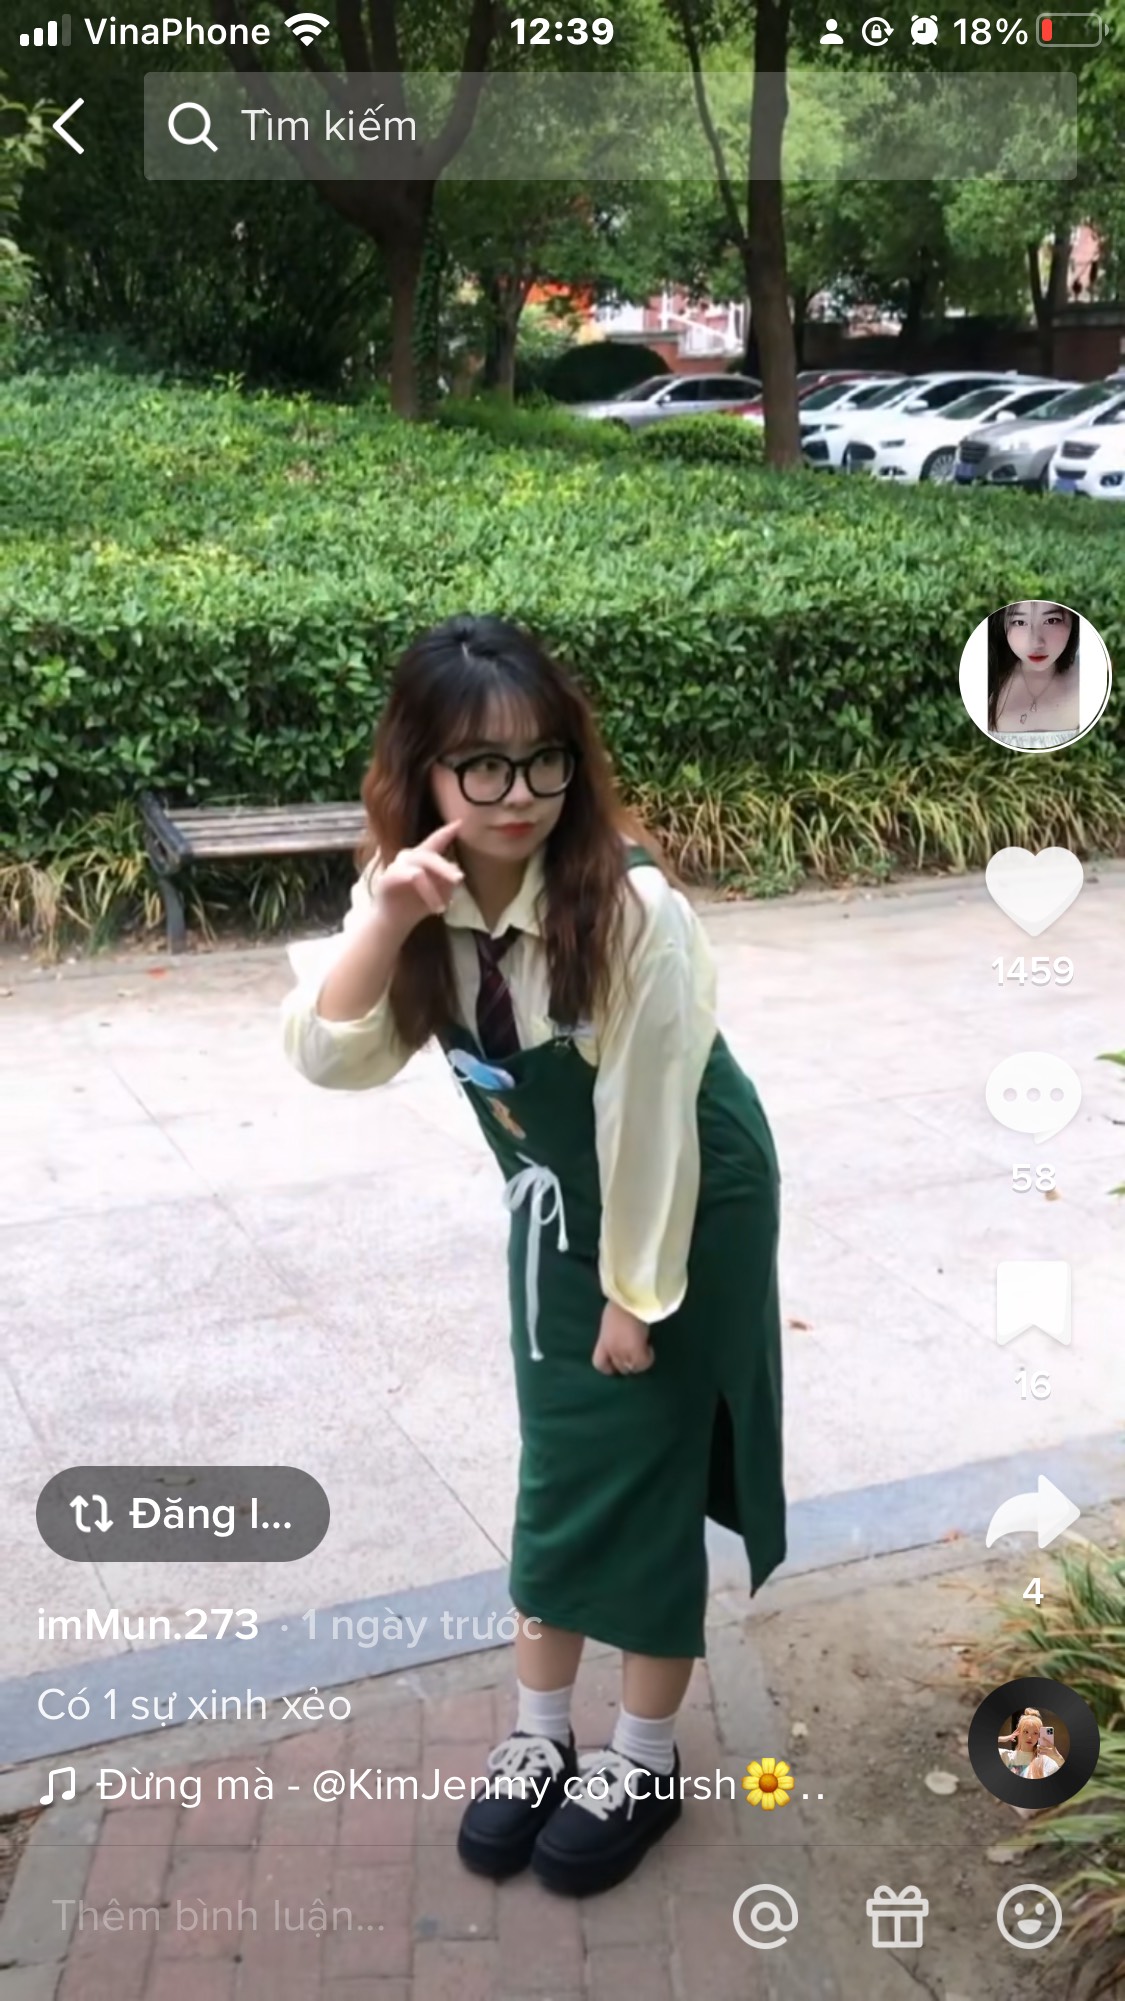 VinaPhone 12:39 18%
Tìm kiếm
1459
58
16
Đăng l...
4
imMun.273 · 1 ngày trước
Có 1 sự xinh xẻo
Đừng mà - @KimJenmy có Cursh🌼..
Thêm bình luận...